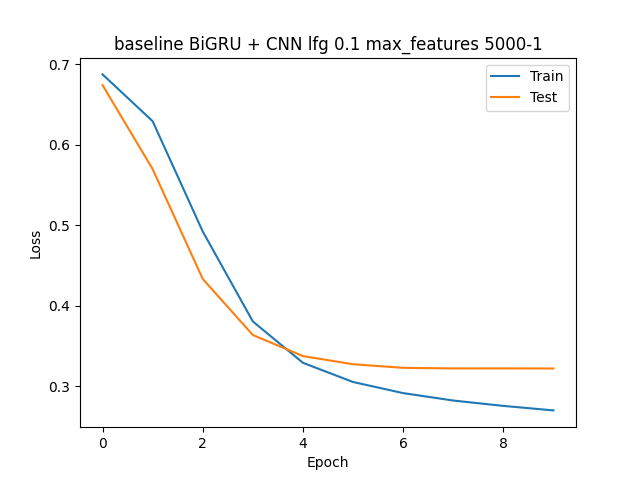 baseline BiGRU + CNN lfg 0.1 max_features 5000-1
Train
Test
Loss
0.7
0.6
0.5
0.4
0.3
0 2 4 6 8
Epoch